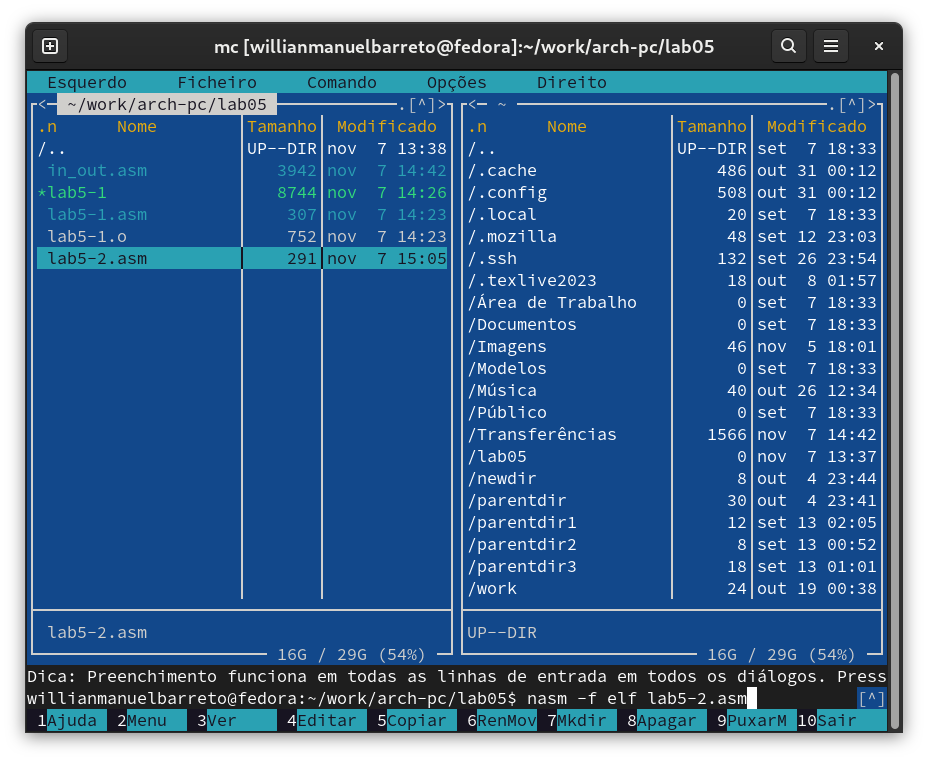 mc [willianmanuelbarreto@fedora]:~/work/arch-pc/lab05
Esquerdo Ficheiro Comando Opções Direito
<- ~/work/arch-pc/lab05 .[^]>
.n Nome Tamanho Modificado
/.. UP--DIR nov 7 13:38
in_out.asm 3942 nov 7 14:42
*lab5-1 8744 nov 7 14:26
lab5-1.asm 307 nov 7 14:23
lab5-1.o 752 nov 7 14:23
lab5-2.asm 291 nov 7 15:05
lab5-2.asm
16G / 29G (54%)
<- ~ .[^]>
.n Nome Tamanho Modificado
/.. UP--DIR set 7 18:33
/.cache 486 out 31 00:12
/.config 508 out 31 00:12
/.local 20 set 7 18:33
/.mozilla 48 set 12 23:03
/.ssh 132 set 26 23:54
/.texlive2023 18 out 8 01:57
/Área de Trabalho 0 set 7 18:33
/Documentos 0 set 7 18:33
/Imagens 46 nov 5 18:01
/Modelos 0 set 7 18:33
/Música 40 out 26 12:34
/Público 0 set 7 18:33
/Transferências 1566 nov 7 14:42
/lab05 0 nov 7 13:37
/newdir 8 out 4 23:44
/parentdir 30 out 4 23:41
/parentdir1 12 set 13 02:05
/parentdir2 8 set 13 00:52
/parentdir3 18 set 13 01:01
/work 24 out 19 00:38
UP--DIR
16G / 29G (54%)
Dica: Preenchimento funciona em todas as linhas de entrada em todos os diálogos. Press
willianmanuelbarreto@fedora:~/work/arch-pc/lab05$ nasm -f elf lab5-2.asm [^]
1Ajuda 2Menu 3Ver 4Editar 5Copiar 6RenMov 7Mkdir 8Apagar 9PuxarM 10Sair